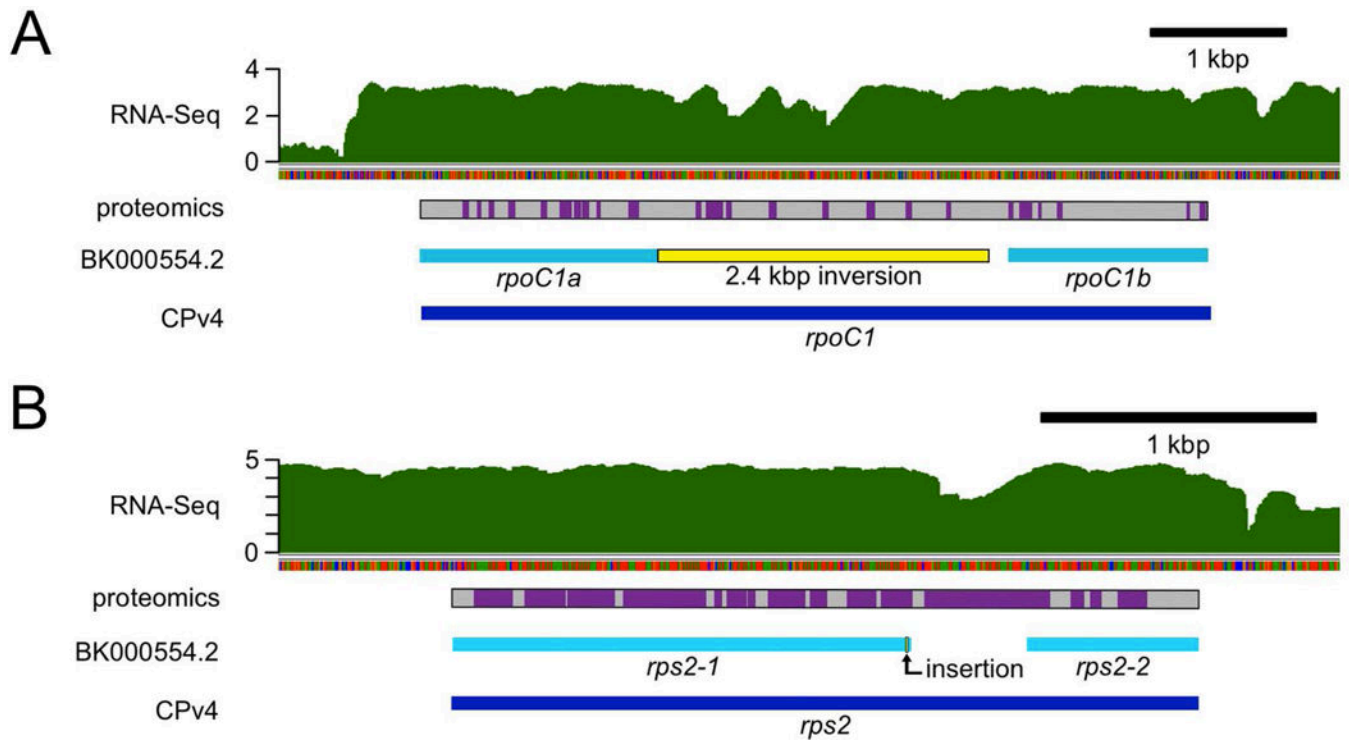 A
1 kbp
4
RNA-Seq
2
0
proteomics
BK000554.2
rpoC1a
2.4 kbp inversion
rpoC1b
CPv4
rpoC1
B
1 kbp
5
RNA-Seq
0
proteomics
BK000554.2
rps2-1
insertion
rps2-2
CPv4
rps2